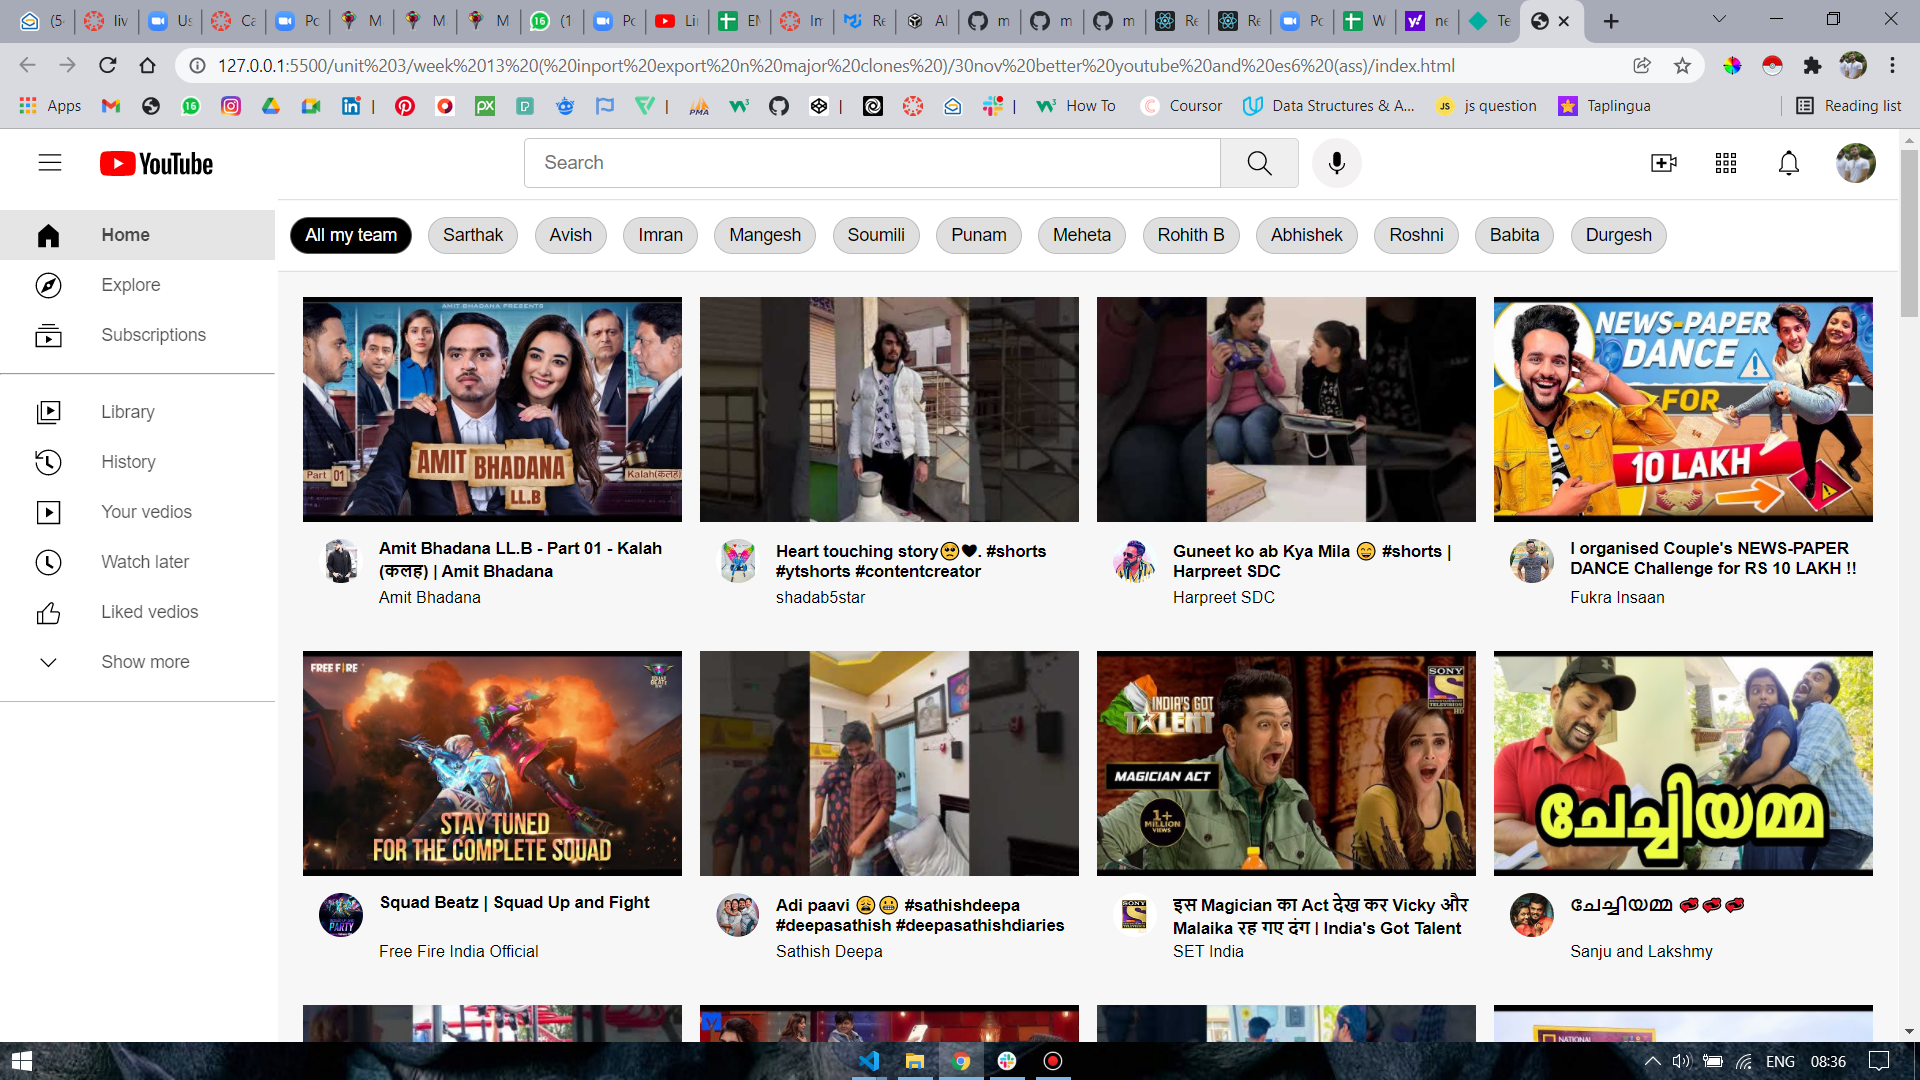 (5
liv
Us
Ca
Po
M
M
M
(1
Po
Lin
EN
Im
Re
AI
m
m
m
Re
Re
Po
W
ne
Te
127.0.0.1:5500/unit%203/week%2013%20(%20inport%20export%20n%20major%20clones%20)/30nov%20better%20youtube%20and%20es6%20(ass)/index.html
Apps
|
|
PMA
|
|
How To
Coursor
Data Structures & A...
js question
Taplingua
Reading list
YouTube
Search
All my team
Sarthak
Avish
Imran
Mangesh
Soumili
Punam
Meheta
Rohith B
Abhishek
Roshni
Babita
Durgesh
Home
Explore
Subscriptions
Library
History
Your vedios
Watch later
Liked vedios
Show more
AMIT BHADANA PRESENTS
Part 01
AMIT BHADANA
LL.B
Kalah(कलह)
NEWS-PAPER
DANCE
FOR
10 LAKH
Amit Bhadana LL.B - Part 01 - Kalah
(कलह) | Amit Bhadana
Amit Bhadana
Heart touching story🥺🖤. #shorts
#ytshorts #contentcreator
shadab5star
Guneet ko ab Kya Mila 😄 #shorts |
Harpreet SDC
Harpreet SDC
I organised Couple's NEWS-PAPER
DANCE Challenge for RS 10 LAKH !!
Fukra Insaan
FREE FIRE
STAY TUNED
FOR THE COMPLETE SQUAD
INDIA'S GOT
TALENT
MAGICIAN ACT
1+
MILLION
VIEWS
SONY
HD
ചേച്ചിയമ്മ
Squad Beatz | Squad Up and Fight
Free Fire India Official
Adi paavi 😩😬 #sathishdeepa
#deepasathish #deepasathishdiaries
Sathish Deepa
इस Magician का Act देख कर Vicky और
Malaika रह गए दंग | India's Got Talent
SET India
ചേച്ചിയമ്മ 💋💋💋
Sanju and Lakshmy
NATIONAL
ENG
08:36